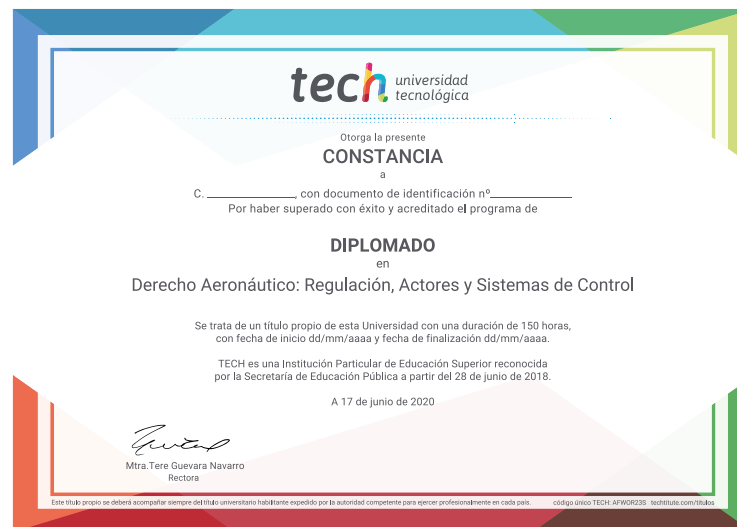 tech universidad
tecnológica
Otorga la presente
CONSTANCIA
a
C. ______________, con documento de identificación nº______________
Por haber superado con éxito y acreditado el programa de
DIPLOMADO
en
Derecho Aeronáutico: Regulación, Actores y Sistemas de Control
Se trata de un título propio de esta Universidad con una duración de 150 horas,
con fecha de inicio dd/mm/aaaa y fecha de finalización dd/mm/aaaa.
TECH es una Institución Particular de Educación Superior reconocida
por la Secretaría de Educación Pública a partir del 28 de junio de 2018.
A 17 de junio de 2020
Mtra.Tere Guevara Navarro
Rectora
Este título propio se deberá acompañar siempre del título universitario habilitante expedido por la autoridad competente para ejercer profesionalmente en cada país. código único TECH: AFWOR23S techtitute.com/titulos